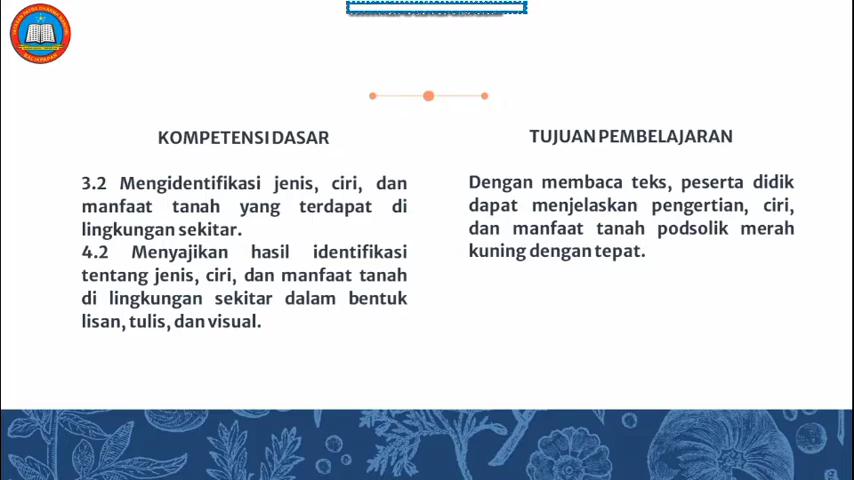 KOMPETENSI DASAR
3.2 Mengidentifikasi jenis, ciri, dan
manfaat tanah yang terdapat di
lingkungan sekitar.
4.2 Menyajikan hasil identifikasi
tentang jenis, ciri, dan manfaat tanah
di lingkungan sekitar dalam bentuk
lisan, tulis, dan visual.
TUJUAN PEMBELAJARAN
Dengan membaca teks, peserta didik
dapat menjelaskan pengertian, ciri,
dan manfaat tanah podsolik merah
kuning dengan tepat.